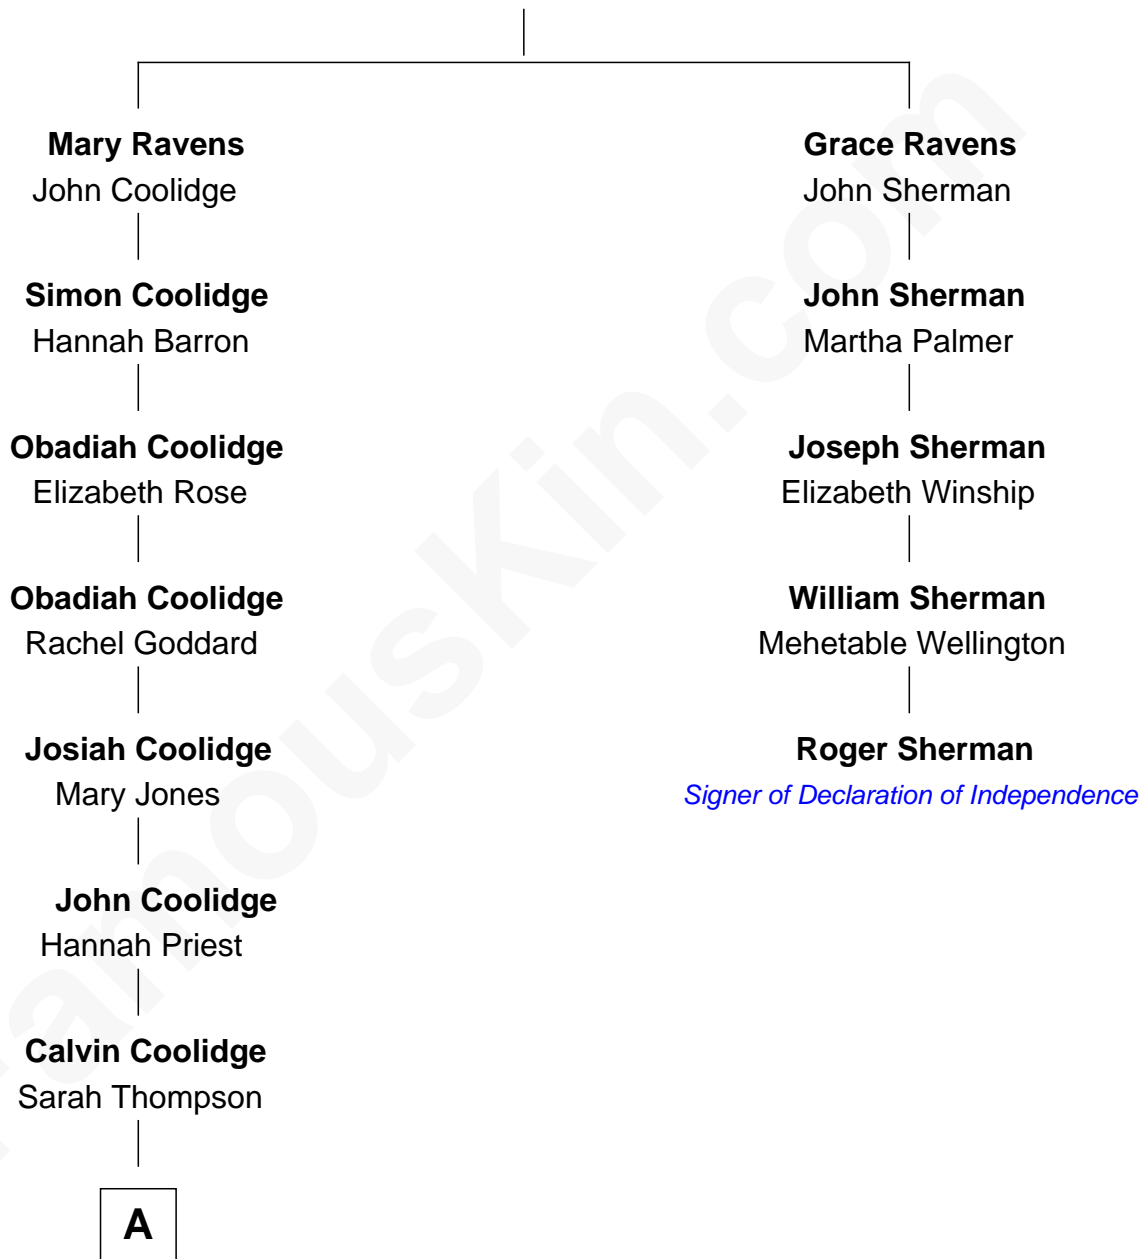 Mary Ravens
John Coolidge
Simon Coolidge
Hannah Barron
Obadiah Coolidge
Elizabeth Rose
Obadiah Coolidge
Rachel Goddard
Josiah Coolidge
Mary Jones
John Coolidge
Hannah Priest
Calvin Coolidge
Sarah Thompson
A
Grace Ravens
John Sherman
John Sherman
Martha Palmer
Joseph Sherman
Elizabeth Winship
William Sherman
Mehetable Wellington
Roger Sherman
Signer of Declaration of Independence
FamousKin.com